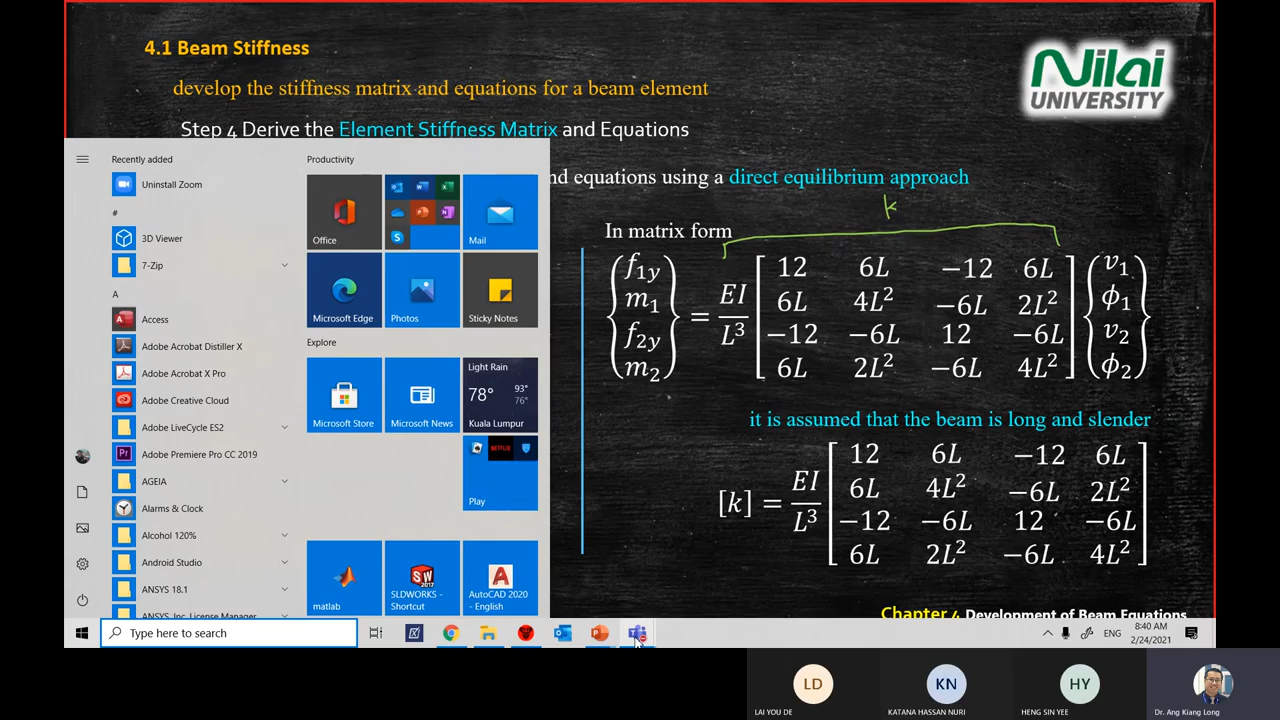 4.1 Beam Stiffness
develop the stiffness matrix and equations for a beam element
Nilai
UNIVERSITY
Step 4 Derive the Element Stiffness Matrix and Equations
nd equations using a direct equilibrium approach
k
In matrix form
{f1y m1 f2y m2} = EI/L³ [12 6L −12 6L
6L 4L² −6L 2L²
−12 −6L 12 −6L
6L 2L² −6L 4L²] {v1 ϕ1 v2 ϕ2}
it is assumed that the beam is long and slender
[k] = EI/L³ [12 6L −12 6L
6L 4L² −6L 2L²
−12 −6L 12 −6L
6L 2L² −6L 4L²]
Chapter 4 Development of Beam Equations
Recently added
Uninstall Zoom
#
3D Viewer
7-Zip
A
Access
Adobe Acrobat Distiller X
Adobe Acrobat X Pro
Adobe Creative Cloud
Adobe LiveCycle ES2
Adobe Premiere Pro CC 2019
AGEIA
Alarms & Clock
Alcohol 120%
Android Studio
ANSYS 18.1
ANSYS, Inc. License Manager
Productivity
Office
Mail
Microsoft Edge
Photos
Sticky Notes
Explore
Microsoft Store
Microsoft News
Light Rain
78° 93°
76°
Kuala Lumpur
NETFLIX
Play
matlab
SW
2017
SLDWORKS -
Shortcut
A
AutoCAD 2020
- English
Type here to search
ENG
8:40 AM
2/24/2021
LD
LAI YOU DE
KN
KATANA HASSAN NURI
HY
HENG SIN YEE
Dr. Ang Kiang Long